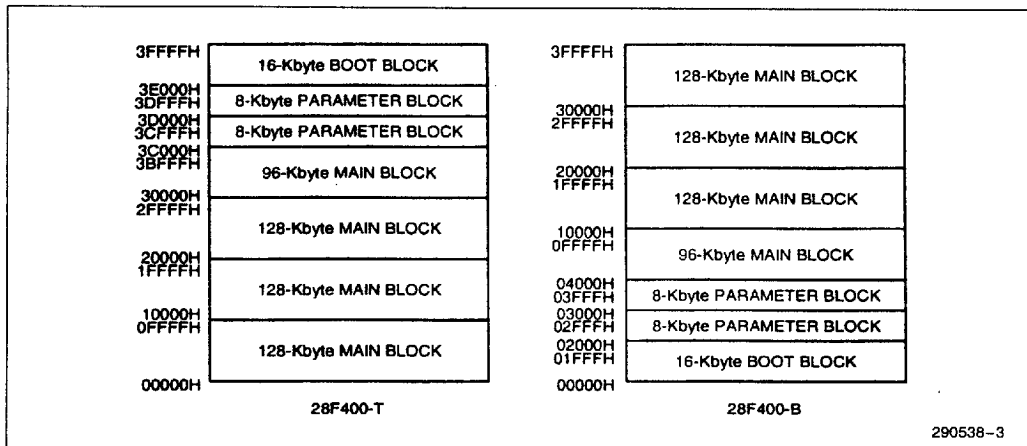 3FFFFH
16-Kbyte BOOT BLOCK
3E000H
3DFFFH
8-Kbyte PARAMETER BLOCK
3D000H
3CFFFH
8-Kbyte PARAMETER BLOCK
3C000H
3BFFFH
96-Kbyte MAIN BLOCK
30000H
2FFFFH
128-Kbyte MAIN BLOCK
20000H
1FFFFH
128-Kbyte MAIN BLOCK
10000H
0FFFFH
128-Kbyte MAIN BLOCK
00000H
28F400-T
3FFFFH
128-Kbyte MAIN BLOCK
30000H
2FFFFH
128-Kbyte MAIN BLOCK
20000H
1FFFFH
128-Kbyte MAIN BLOCK
10000H
0FFFFH
96-Kbyte MAIN BLOCK
04000H
03FFFH
8-Kbyte PARAMETER BLOCK
03000H
02FFFH
8-Kbyte PARAMETER BLOCK
02000H
01FFFH
16-Kbyte BOOT BLOCK
00000H
28F400-B
290538-3